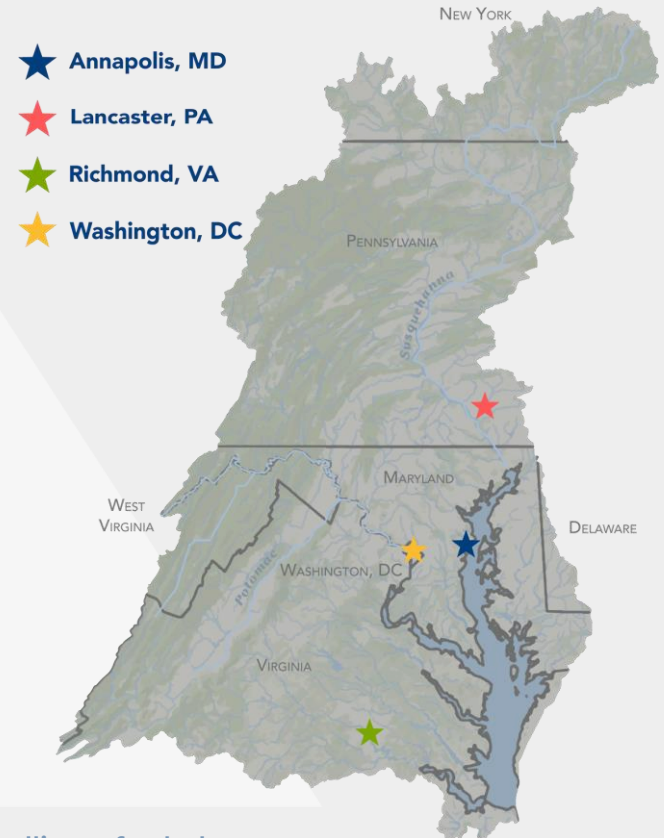 NEW YORK
Annapolis, MD
Lancaster, PA
Richmond, VA
Washington, DC
PENNSYLVANIA
Susquehanna
MARYLAND
WEST
VIRGINIA
DELAWARE
WASHINGTON, DC
Potomac
VIRGINIA